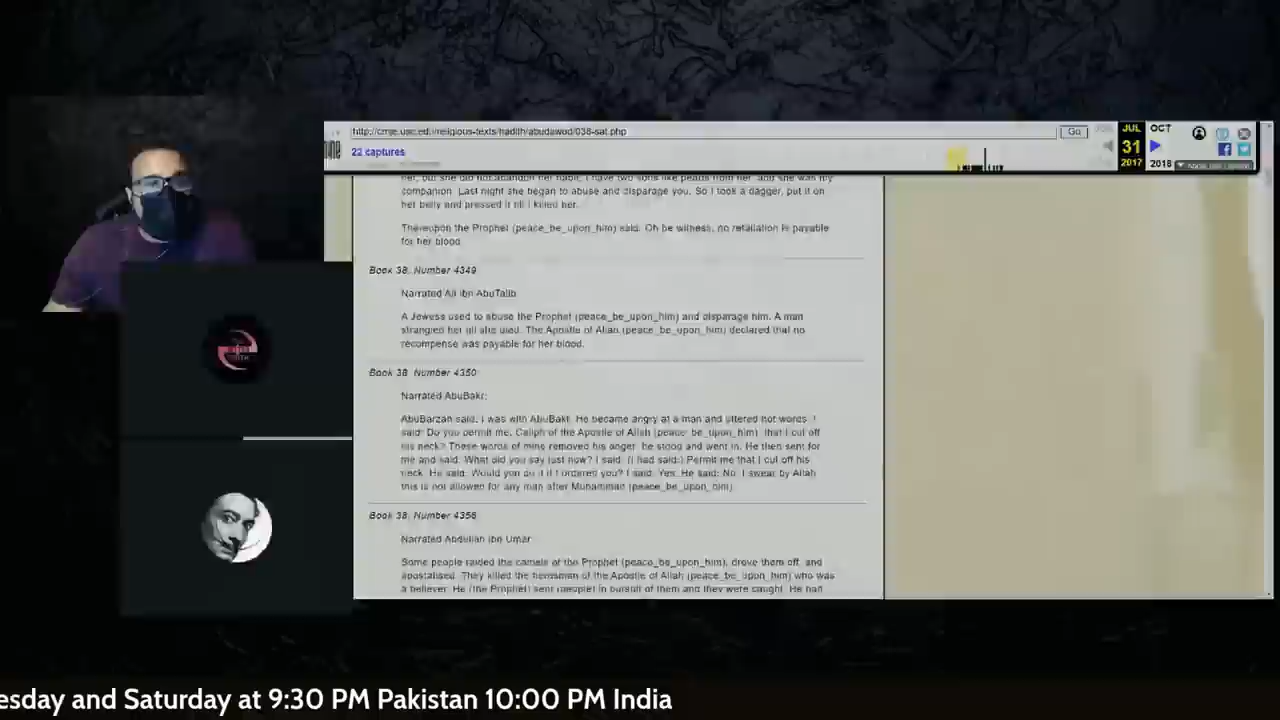 http://cmje.usc.edu/religious-texts/hadith/abudawud/038-sat.php
Go
JUL
OCT
22 captures
31
2017
2018
her, but she did not abandon her habit. I have two sons like pearls from her, and she was my
companion. Last night she began to abuse and disparage you. So I took a dagger, put it on
her belly and pressed it till I killed her.
Thereupon the Prophet (peace_be_upon_him) said: Oh be witness, no retaliation is payable
for her blood.
Book 38, Number 4349
Narrated Ali ibn AbuTalib
A Jewess used to abuse the Prophet (peace_be_upon_him) and disparage him. A man
strangled her till she died. The Apostle of Allah (peace_be_upon_him) declared that no
recompense was payable for her blood.
Book 38, Number 4350
Narrated AbuBakr:
AbuBarzah said: I was with AbuBakr. He became angry at a man and uttered hot words. I
said: Do you permit me, Caliph of the Apostle of Allah (peace_be_upon_him), that I cut off
his neck? These words of mine removed his anger; he stood and went in. He then sent for
me and said: What did you say just now? I said: (I had said:) Permit me that I cut off his
neck. He said: Would you do it if I ordered you? I said: Yes. He said: No, I swear by Allah
this is not allowed for any man after Muhammad (peace_be_upon_him).
Book 38, Number 4356
Narrated Abdullah ibn Umar
Some people raided the camels of the Prophet (peace_be_upon_him), drove them off, and
apostatised. They killed the herdsman of the Apostle of Allah (peace_be_upon_him) who was
a believer. He (the Prophet) sent (people) in pursuit of them and they were caught. He had
esday and Saturday at 9:30 PM Pakistan 10:00 PM India